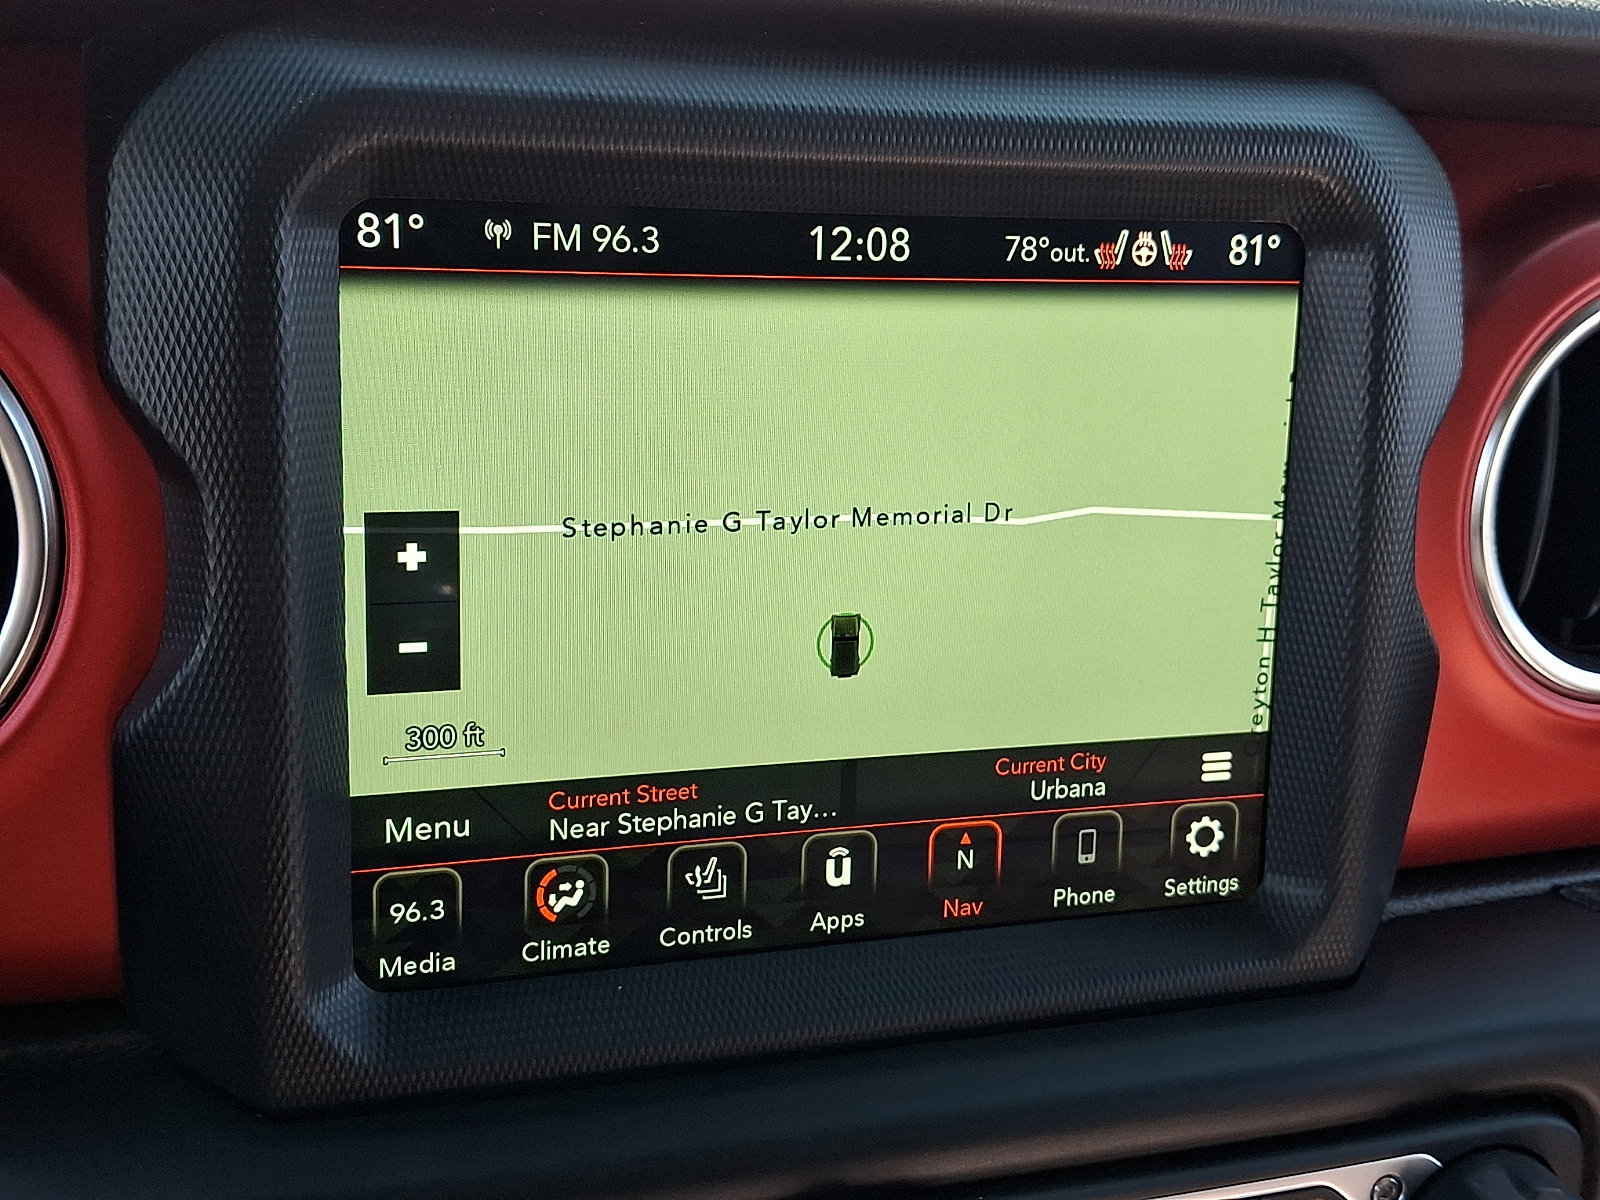 81° FM 96.3 12:08 78°out. 81°
Stephanie G Taylor Memorial Dr
H Taylor
300 ft
Current Street
Near Stephanie G Tay...
Current City
Urbana
Menu
96.3
Media
Climate
Controls
u
Apps
N
Nav
Phone
Settings